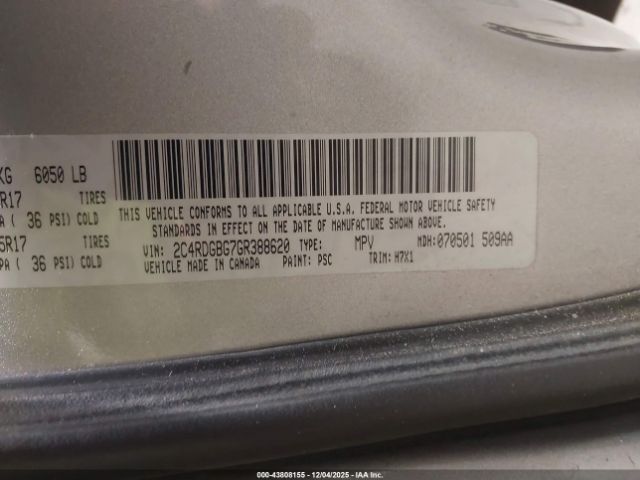 KG 6050 LB
R17 TIRES
A ( 36 PSI) COLD
5R17 TIRES
PA ( 36 PSI) COLD
THIS VEHICLE CONFORMS TO ALL APPLICABLE U.S.A. FEDERAL MOTOR VEHICLE SAFETY
STANDARDS IN EFFECT ON THE DATE OF MANUFACTURE SHOWN ABOVE.
VIN: 2C4RDGBG7GR388620 TYPE: MPV MDH: 070501 509AA
VEHICLE MADE IN CANADA PAINT: PSC TRIM: H7X1
000-43808155 - 12/04/2025 - IAA Inc.